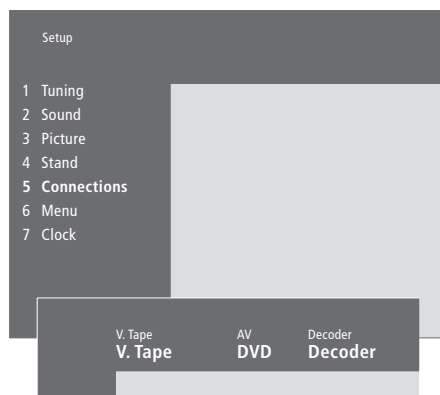 Setup
1 Tuning
2 Sound
3 Picture
4 Stand
5 Connections
6 Menu
7 Clock
V. Tape AV Decoder
V. Tape DVD Decoder